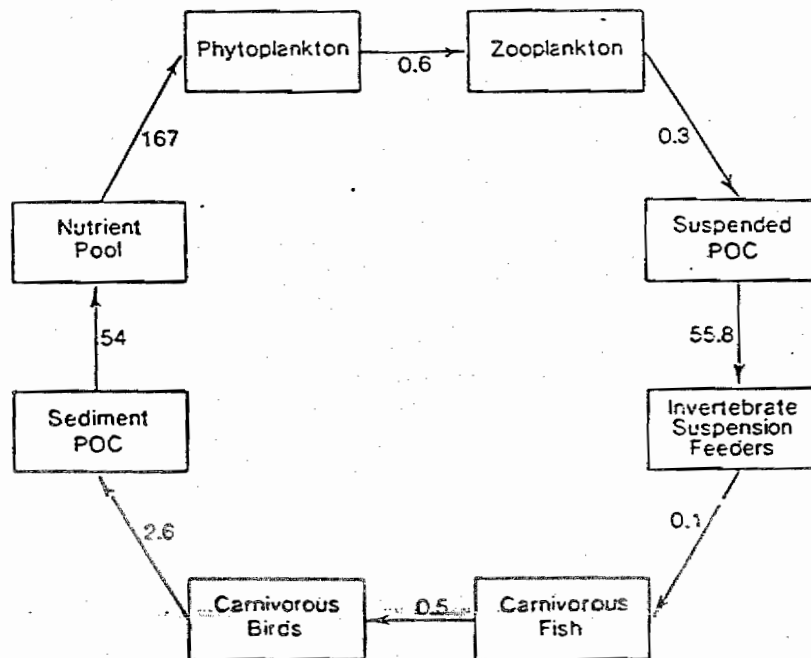 Phytoplankton
0.6
Zooplankton
167
0.3
Nutrient
Pool
Suspended
POC
54
55.8
Sediment
POC
Invertebrate
Suspension
Feeders
2.6
0.1
Carnivorous
Birds
0.5
Carnivorous
Fish